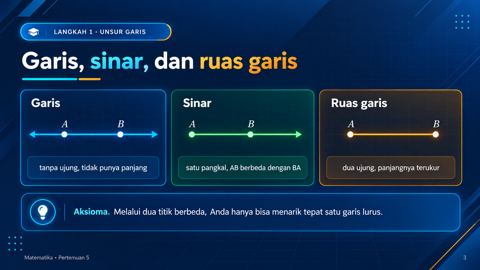 LANGKAH 1 • UNSUR GARIS
Garis, sinar, dan ruas garis
Garis
A B
tanpa ujung, tidak punya panjang
Sinar
A B
satu pangkal, AB berbeda dengan BA
Ruas garis
A B
dua ujung, panjangnya terukur
Aksioma. Melalui dua titik berbeda, Anda hanya bisa menarik tepat satu garis lurus.
Matematika • Pertemuan 5
3